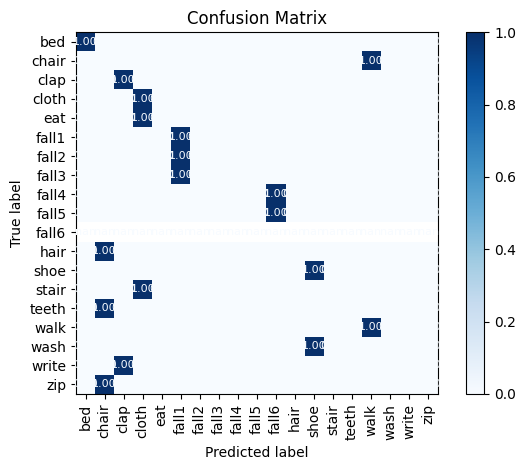 Confusion Matrix
True label
bed 1.00
chair 1.00
clap 1.00
cloth 1.00
eat 1.00
fall1 1.00
fall2 1.00
fall3 1.00
fall4 1.00
fall5 1.00
fall6
hair 1.00
shoe 1.00
stair 1.00
teeth 1.00
walk 1.00
wash 1.00
write 1.00
zip 1.00
bed chair clap cloth eat fall1 fall2 fall3 fall4 fall5 fall6 hair shoe stair teeth walk wash write zip
Predicted label
1.0
0.8
0.6
0.4
0.2
0.0